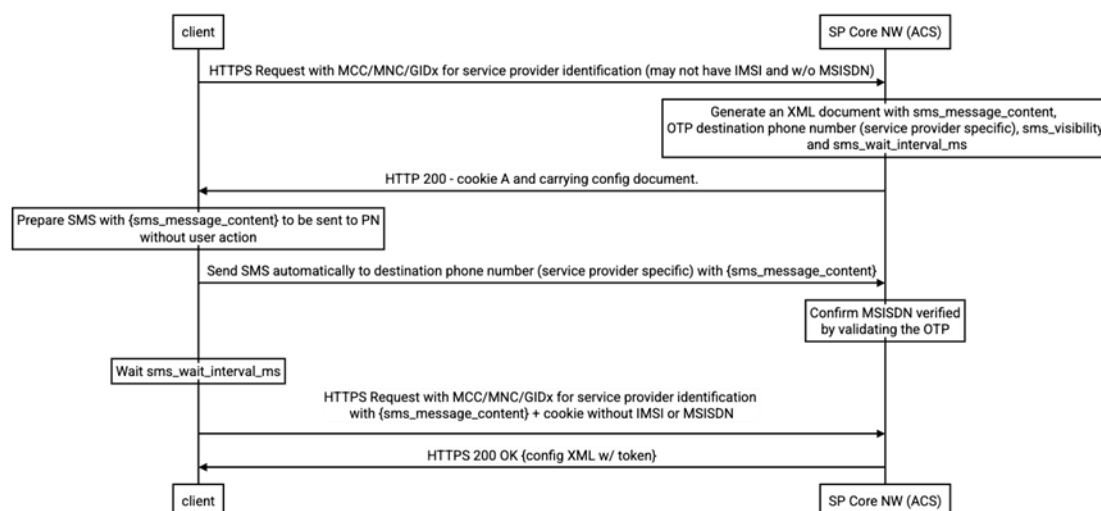 client
SP Core NW (ACS)
HTTPS Request with MCC/MNC/GIDx for service provider identification (may not have IMSI and w/o MSISDN)
Generate an XML document with sms_message_content,
OTP destination phone number (service provider specific), sms_visibility
and sms_wait_interval_ms
HTTP 200 - cookie A and carrying config document.
Prepare SMS with {sms_message_content} to be sent to PN
without user action
Send SMS automatically to destination phone number (service provider specific) with {sms_message_content}
Confirm MSISDN verified
by validating the OTP
Wait sms_wait_interval_ms
HTTPS Request with MCC/MNC/GIDx for service provider identification
with {sms_message_content} + cookie without IMSI or MSISDN
HTTPS 200 OK {config XML w/ token}
client
SP Core NW (ACS)